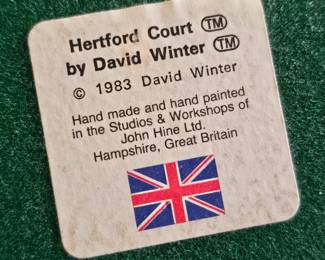 Hertford Court TM
by David Winter TM
© 1983 David Winter
Hand made and hand painted
in the Studios & Workshops of
John Hine Ltd.
Hampshire, Great Britain